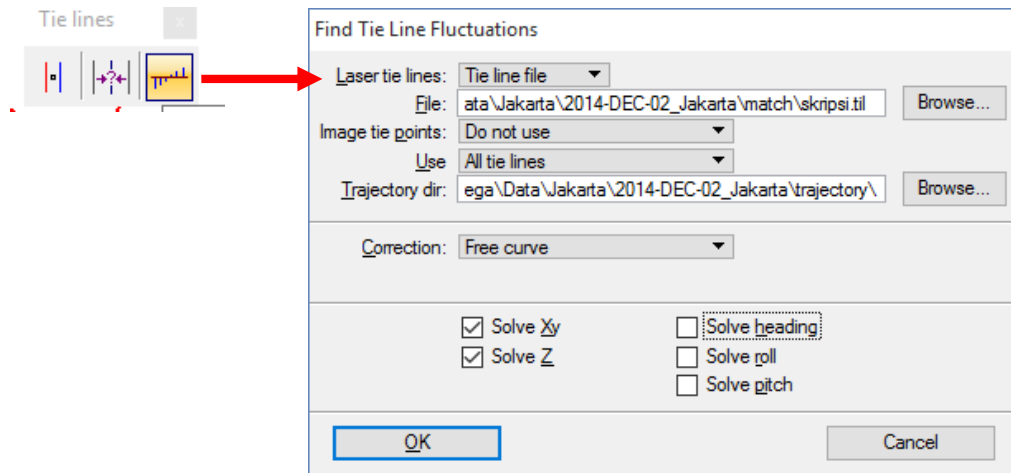 Tie lines
x
Find Tie Line Fluctuations
Laser tie lines: Tie line file
File: ata\Jakarta\2014-DEC-02_Jakarta\match\skripsi.til Browse...
Image tie points: Do not use
Use All tie lines
Trajectory dir: ega\Data\Jakarta\2014-DEC-02_Jakarta\trajectory\ Browse...
Correction: Free curve
Solve Xy Solve heading
Solve Z Solve roll
Solve pitch
OK Cancel